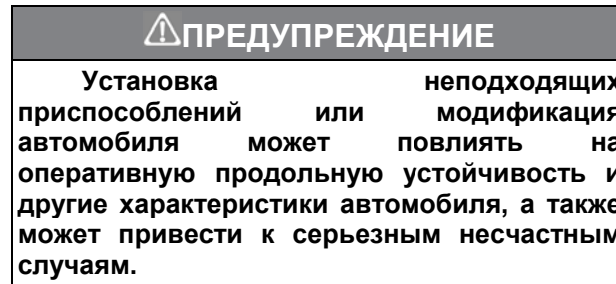 ПРЕДУПРЕЖДЕНИЕ
Установка неподходящих
приспособлений или модификация
автомобиля может повлиять на
оперативную продольную устойчивость и
другие характеристики автомобиля, а также
может привести к серьезным несчастным
случаям.